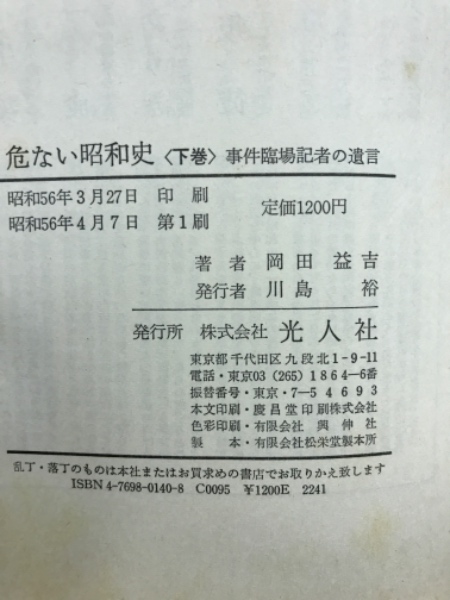 危ない昭和史〈下巻〉事件臨場記者の遺言
昭和56年3月27日 印刷
昭和56年4月7日 第1刷
定価1200円
著者 岡田益吉
発行者 川島裕
発行所 株式会社 光人社
東京都千代田区九段北1-9-11
電話・東京03(265)1864—6番
振替番号・東京・7-54693
本文印刷・慶昌堂印刷株式会社
色彩印刷・有限会社 興伸社
製本・有限会社松栄堂製本所
乱丁・落丁のものは本社またはお買求めの書店でお取りかえ致します
ISBN4-7698-0140-8 C0095 ¥1200E 2241